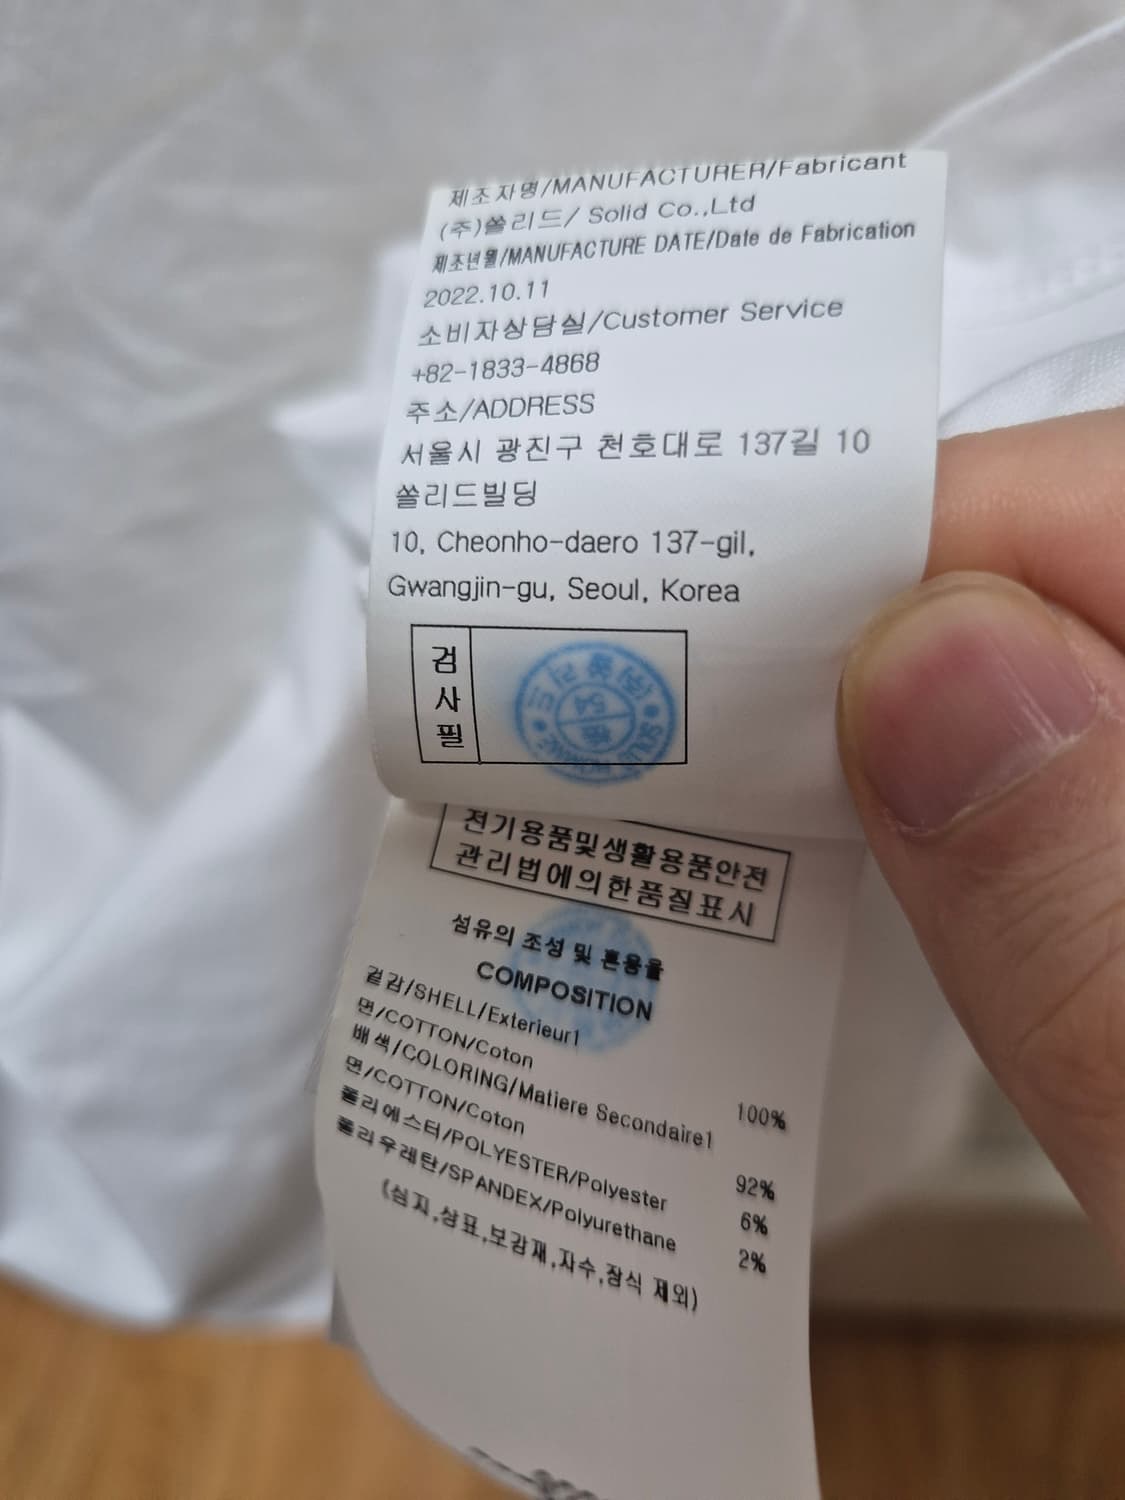 제조자명/MANUFACTURER/Fabricant
(주)쏠리드/ Solid Co.,Ltd
제조년월/MANUFACTURE DATE/Date de Fabrication
2022.10.11
소비자상담실/Customer Service
+82-1833-4868
주소/ADDRESS
서울시 광진구 천호대로 137길 10
쏠리드빌딩
10, Cheonho-daero 137-gil,
Gwangjin-gu, Seoul, Korea
검사필
54
전기용품및생활용품안전
관리법에의한품질표시
섬유의 조성 및 혼용율
COMPOSITION
겉감/SHELL/Exterieur1
면/COTTON/Coton 100%
배색/COLORING/Matiere Secondaire1
면/COTTON/Coton 92%
폴리에스터/POLYESTER/Polyester 6%
폴리우레탄/SPANDEX/Polyurethane 2%
(심지,상표,보강재,자수,장식 제외)